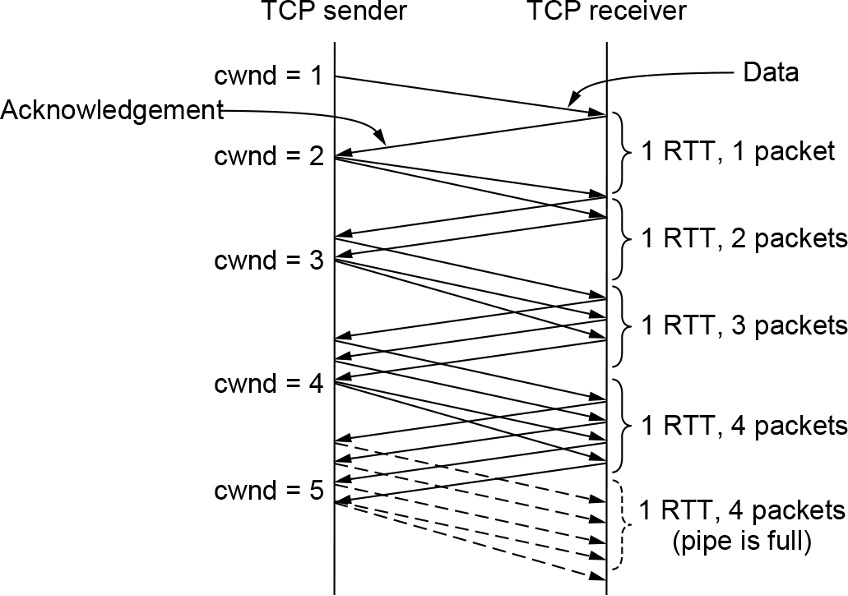 TCP sender
TCP receiver
cwnd = 1
Data
Acknowledgement
cwnd = 2
1 RTT, 1 packet
1 RTT, 2 packets
cwnd = 3
1 RTT, 3 packets
cwnd = 4
1 RTT, 4 packets
cwnd = 5
1 RTT, 4 packets
(pipe is full)